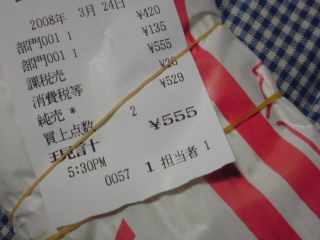 2008年 3月24日
部門001 I ¥420
部門001 I ¥135
課税売 ¥555
消費税等 ¥26
純売 * ¥529
買上点数 2
現計 ¥555
5:30PM
0057 1 担当者 1